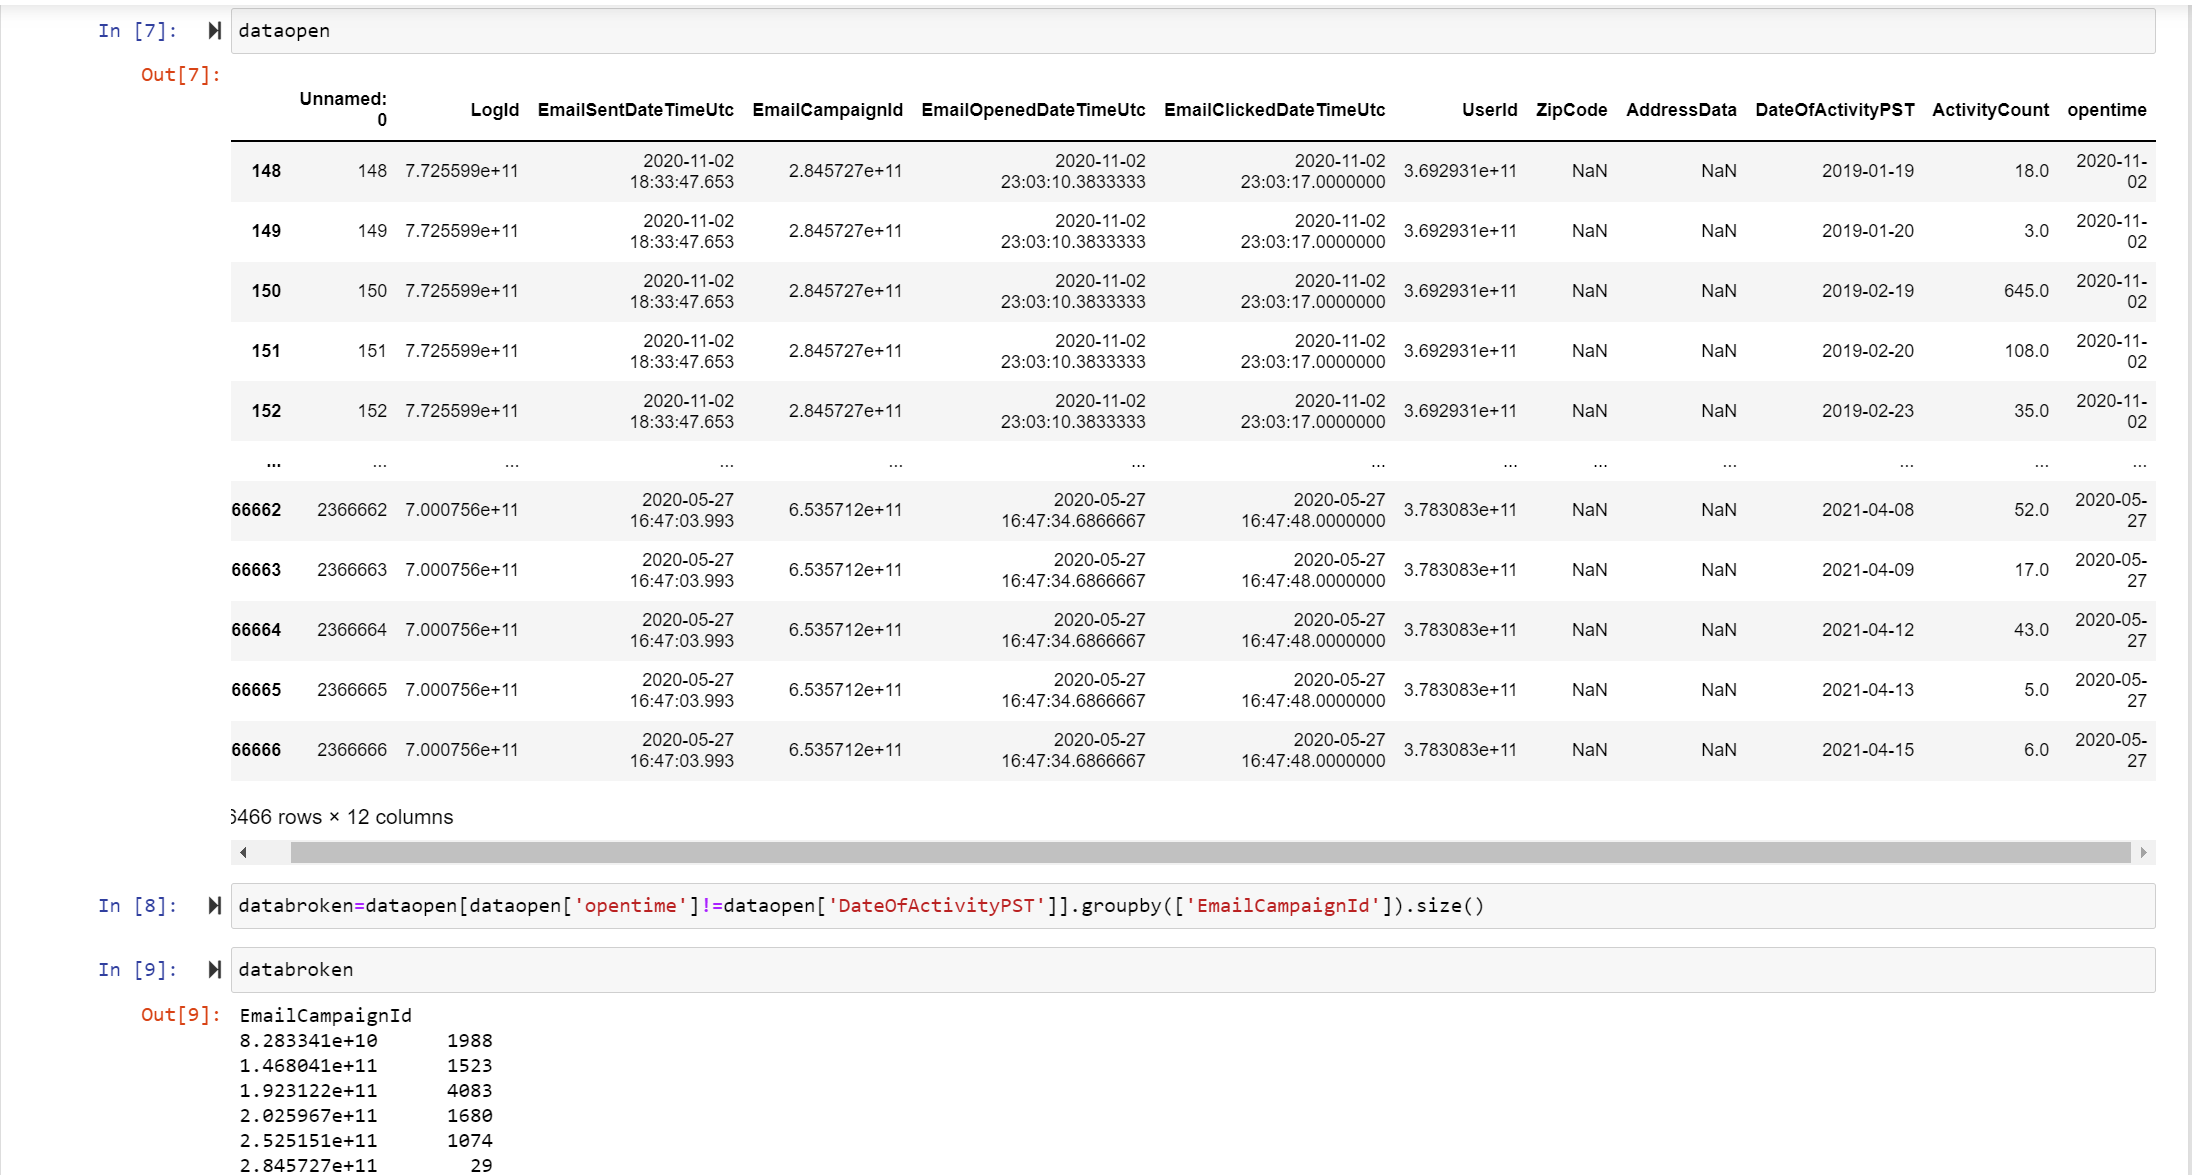 In [7]: dataopen
Out[7]:
Unnamed: 0 LogId EmailSentDateTimeUtc EmailCampaignId EmailOpenedDateTimeUtc EmailClickedDateTimeUtc UserId ZipCode AddressData DateOfActivityPST ActivityCount opentime
148 148 7.725599e+11 2020-11-02 18:33:47.653 2.845727e+11 2020-11-02 23:03:10.3833333 2020-11-02 23:03:17.0000000 3.692931e+11 NaN NaN 2019-01-19 18.0 2020-11-02
149 149 7.725599e+11 2020-11-02 18:33:47.653 2.845727e+11 2020-11-02 23:03:10.3833333 2020-11-02 23:03:17.0000000 3.692931e+11 NaN NaN 2019-01-20 3.0 2020-11-02
150 150 7.725599e+11 2020-11-02 18:33:47.653 2.845727e+11 2020-11-02 23:03:10.3833333 2020-11-02 23:03:17.0000000 3.692931e+11 NaN NaN 2019-02-19 645.0 2020-11-02
151 151 7.725599e+11 2020-11-02 18:33:47.653 2.845727e+11 2020-11-02 23:03:10.3833333 2020-11-02 23:03:17.0000000 3.692931e+11 NaN NaN 2019-02-20 108.0 2020-11-02
152 152 7.725599e+11 2020-11-02 18:33:47.653 2.845727e+11 2020-11-02 23:03:10.3833333 2020-11-02 23:03:17.0000000 3.692931e+11 NaN NaN 2019-02-23 35.0 2020-11-02
... ... ... ... ... ... ... ... ... ... ... ... ...
66662 2366662 7.000756e+11 2020-05-27 16:47:03.993 6.535712e+11 2020-05-27 16:47:34.6866667 2020-05-27 16:47:48.0000000 3.783083e+11 NaN NaN 2021-04-08 52.0 2020-05-27
66663 2366663 7.000756e+11 2020-05-27 16:47:03.993 6.535712e+11 2020-05-27 16:47:34.6866667 2020-05-27 16:47:48.0000000 3.783083e+11 NaN NaN 2021-04-09 17.0 2020-05-27
66664 2366664 7.000756e+11 2020-05-27 16:47:03.993 6.535712e+11 2020-05-27 16:47:34.6866667 2020-05-27 16:47:48.0000000 3.783083e+11 NaN NaN 2021-04-12 43.0 2020-05-27
66665 2366665 7.000756e+11 2020-05-27 16:47:03.993 6.535712e+11 2020-05-27 16:47:34.6866667 2020-05-27 16:47:48.0000000 3.783083e+11 NaN NaN 2021-04-13 5.0 2020-05-27
66666 2366666 7.000756e+11 2020-05-27 16:47:03.993 6.535712e+11 2020-05-27 16:47:34.6866667 2020-05-27 16:47:48.0000000 3.783083e+11 NaN NaN 2021-04-15 6.0 2020-05-27
6466 rows × 12 columns
In [8]: databroken=dataopen[dataopen['opentime']!=dataopen['DateOfActivityPST']].groupby(['EmailCampaignId']).size()
In [9]: databroken
Out[9]: EmailCampaignId
8.283341e+10 1988
1.468041e+11 1523
1.923122e+11 4083
2.025967e+11 1680
2.525151e+11 1074
2.845727e+11 29